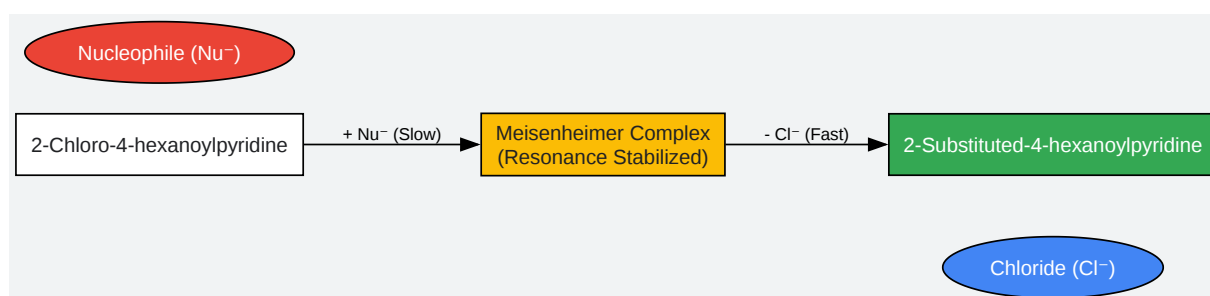 Nucleophile (Nu⁻)
2-Chloro-4-hexanoylpyridine
+ Nu⁻ (Slow)
Meisenheimer Complex
(Resonance Stabilized)
- Cl⁻ (Fast)
2-Substituted-4-hexanoylpyridine
Chloride (Cl⁻)